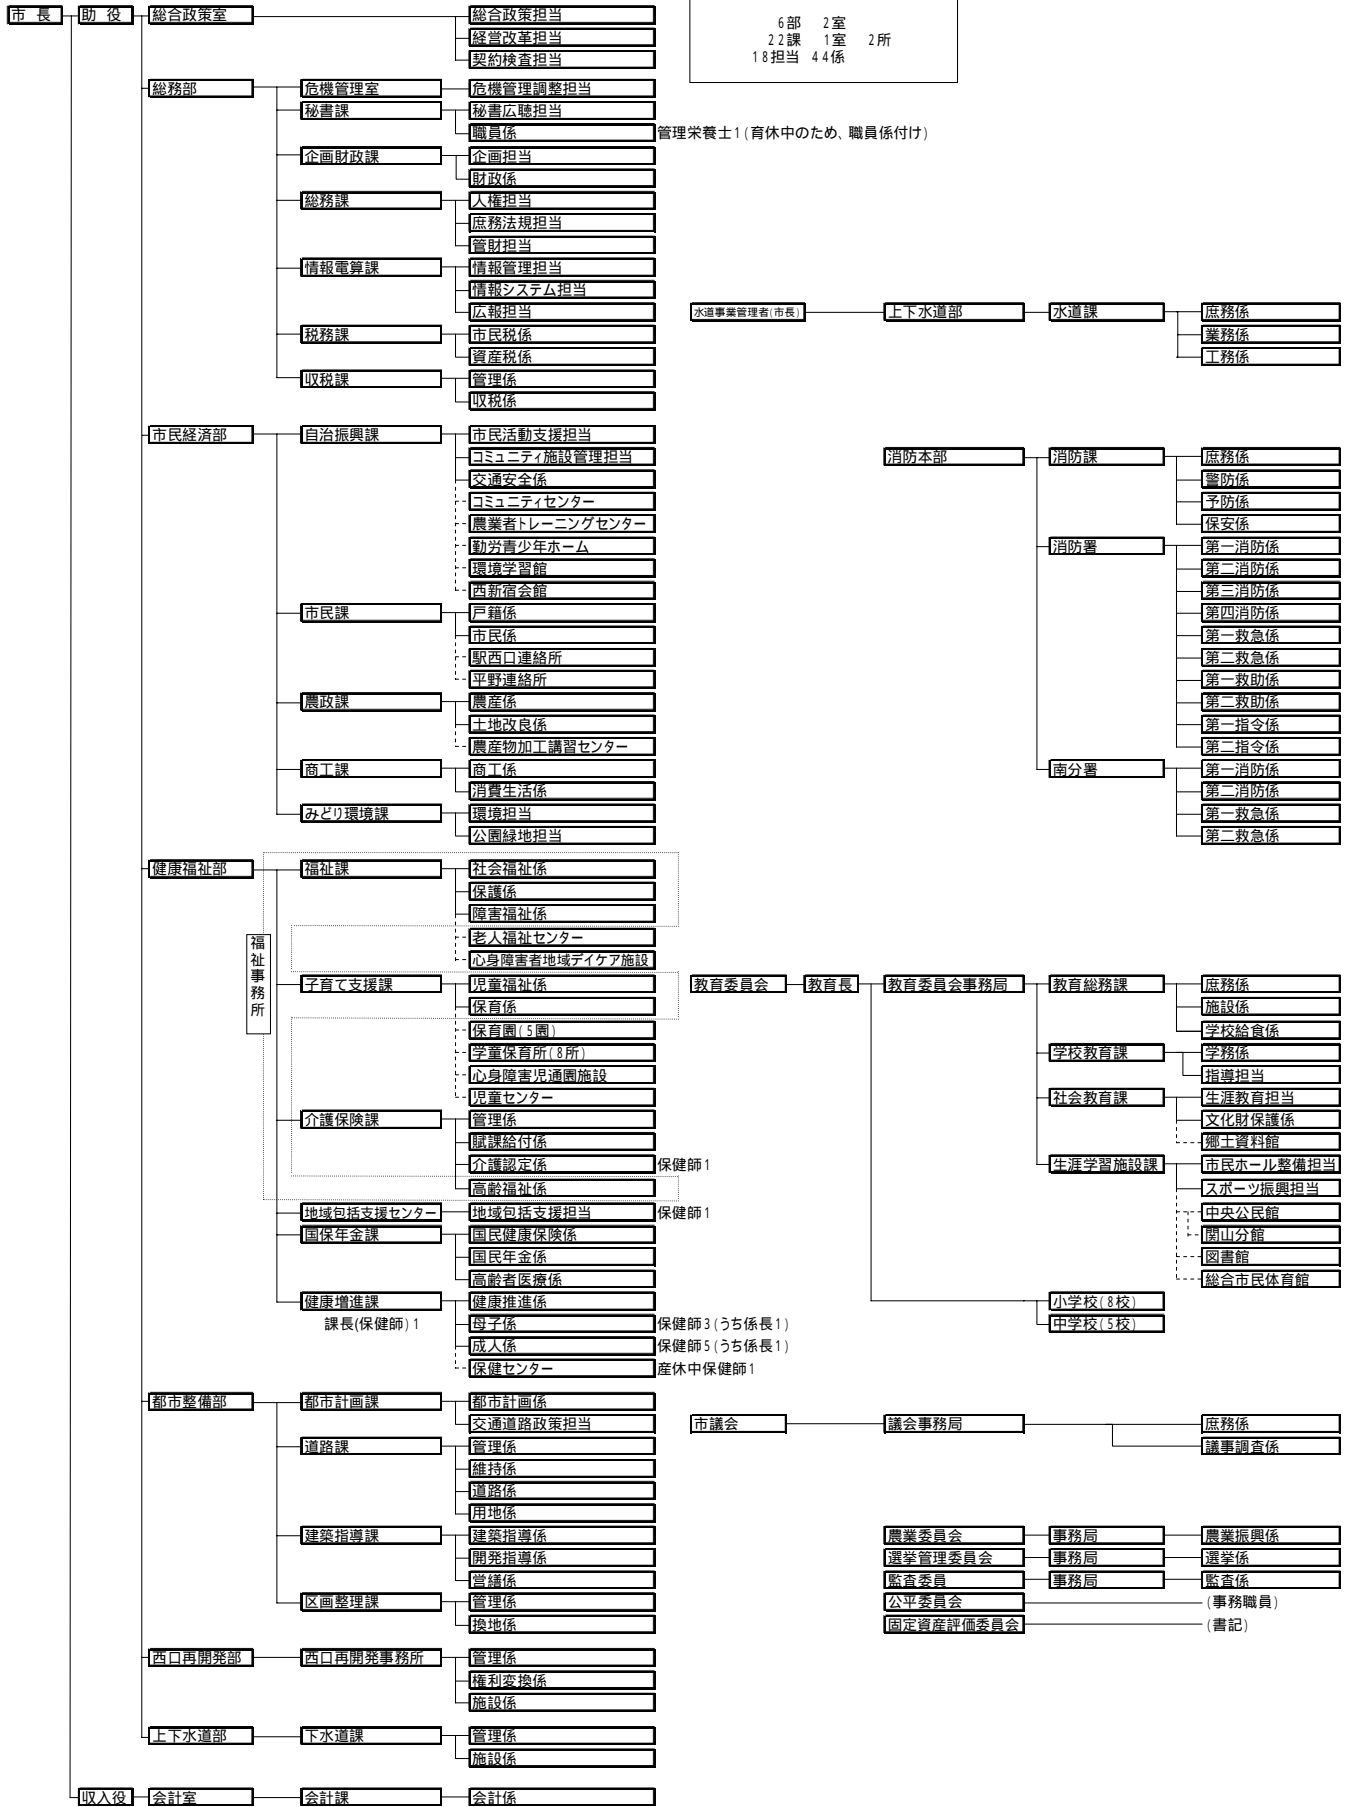 市 長 助 役 総合政策室 総合政策担当
経営改革担当
契約検査担当
6部 2室
22課 1室 2所
18担当 44係
総務部 危機管理室 危機管理調整担当
秘書課 秘書広聴担当
職員係 管理栄養士1(育休中のため、職員係付け)
企画財政課 企画担当
財政係
総務課 人権担当
庶務法規担当
管財担当
情報電算課 情報管理担当
情報システム担当
広報担当
税務課 市民税係
資産税係
収税課 管理係
収税係
水道事業管理者(市長) 上下水道部 水道課 庶務係
業務係
工務係
市民経済部 自治振興課 市民活動支援担当
コミュニティ施設管理担当
交通安全係
コミュニティセンター
農業者トレーニングセンター
勤労青少年ホーム
環境学習館
西新宿会館
市民課 戸籍係
市民係
駅西口連絡所
平野連絡所
農政課 農産係
土地改良係
農産物加工講習センター
商工課 商工係
消費生活係
みどり環境課 環境担当
公園緑地担当
消防本部 消防課 庶務係
警防係
予防係
保安係
消防署 第一消防係
第二消防係
第三消防係
第四消防係
第一救急係
第二救急係
第一救助係
第二救助係
第一指令係
第二指令係
南分署 第一消防係
第二消防係
第一救急係
第二救急係
健康福祉部 福祉課 社会福祉係
保護係
障害福祉係
老人福祉センター
心身障害者地域デイケア施設
福祉事務所
子育て支援課 児童福祉係
保育係
保育園(5園)
学童保育所(8所)
心身障害児通園施設
児童センター
介護保険課 管理係
賦課給付係
介護認定係 保健師1
高齢福祉係
地域包括支援センター 地域包括支援担当 保健師1
国保年金課 国民健康保険係
国民年金係
高齢者医療係
健康増進課 健康推進係
課長(保健師)1 母子係 保健師3(うち係長1)
成人係 保健師5(うち係長1)
保健センター 産休中保健師1
教育委員会 教育長 教育委員会事務局 教育総務課 庶務係
施設係
学校給食係
学校教育課 学務係
指導担当
社会教育課 生涯教育担当
文化財保護係
郷土資料館
生涯学習施設課 市民ホール整備担当
スポーツ振興担当
中央公民館
関山分館
図書館
総合市民体育館
小学校(8校)
中学校(5校)
都市整備部 都市計画課 都市計画係
交通道路政策担当
道路課 管理係
維持係
道路係
用地係
建築指導課 建築指導係
開発指導係
営繕係
区画整理課 管理係
換地係
市議会 議会事務局 庶務係
議事調査係
農業委員会 事務局 農業振興係
選挙管理委員会 事務局 選挙係
監査委員 事務局 監査係
公平委員会 (事務職員)
固定資産評価委員会 (書記)
西口再開発部 西口再開発事務所 管理係
権利変換係
施設係
上下水道部 下水道課 管理係
施設係
収入役 会計室 会計課 会計係